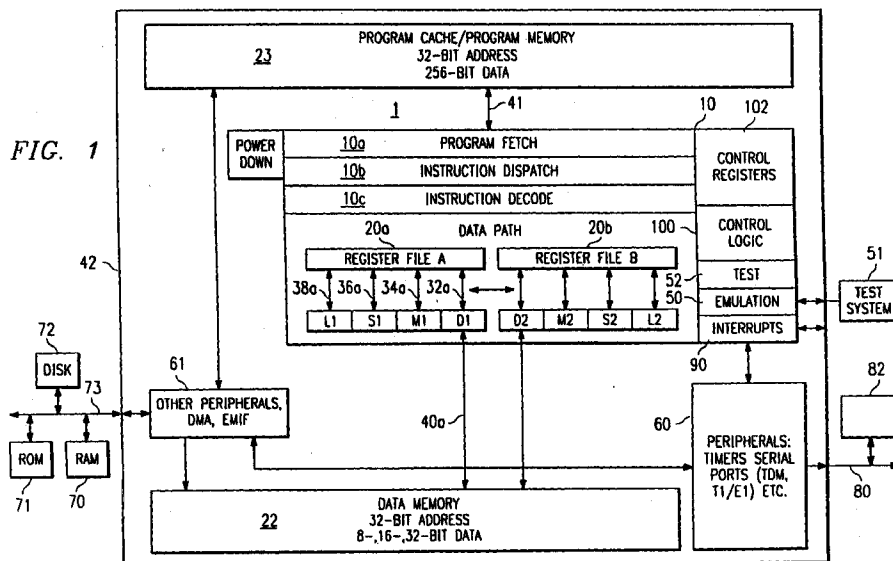 PROGRAM CACHE/PROGRAM MEMORY
23
32-BIT ADDRESS
256-BIT DATA
FIG. 1
1
41
10
102
POWER
DOWN
10a
PROGRAM FETCH
10b
INSTRUCTION DISPATCH
10c
INSTRUCTION DECODE
CONTROL
REGISTERS
DATA PATH
100
CONTROL
LOGIC
20a
20b
REGISTER FILE A
REGISTER FILE B
42
52
TEST
51
TEST
SYSTEM
38a
36a
34a
32a
50
EMULATION
L1
S1
M1
D1
D2
M2
S2
L2
INTERRUPTS
90
72
DISK
73
61
OTHER PERIPHERALS,
DMA, EMIF
40a
60
82
ROM
RAM
71
70
PERIPHERALS:
TIMERS SERIAL
PORTS (TDM,
T1/E1) ETC.
80
DATA MEMORY
22
32-BIT ADDRESS
8-,16-,32-BIT DATA